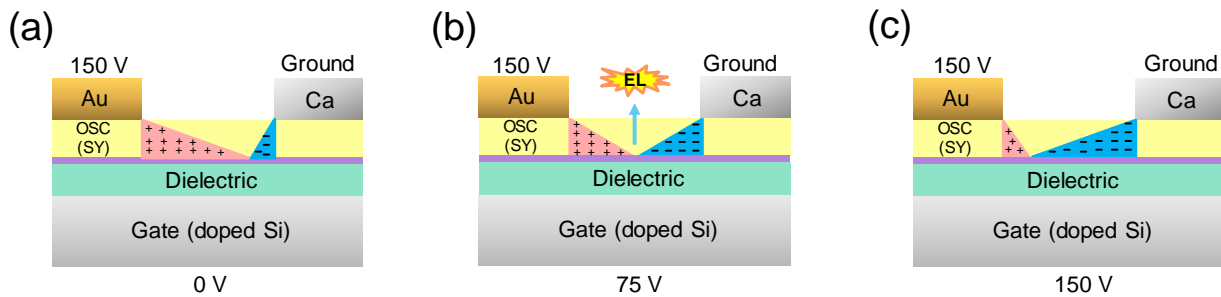 (a)
150 V
Ground
Au
Ca
OSC
(SY)
Dielectric
Gate (doped Si)
0 V
(b)
150 V
EL
Ground
Au
Ca
OSC
(SY)
Dielectric
Gate (doped Si)
75 V
(c)
150 V
Ground
Au
Ca
OSC
(SY)
Dielectric
Gate (doped Si)
150 V